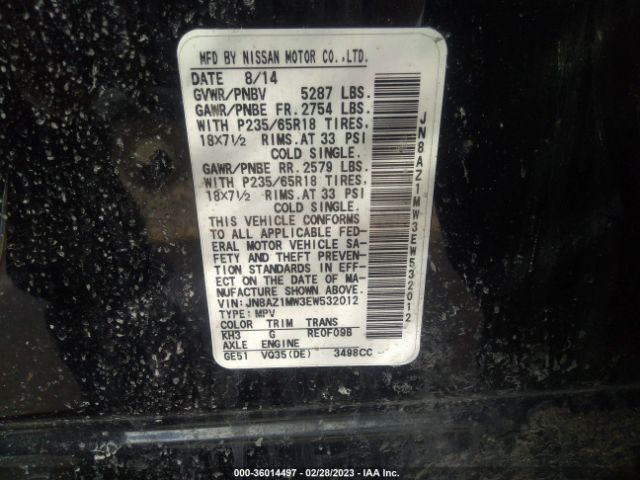 MFD BY NISSAN MOTOR CO.,LTD.
DATE 8/14
GVWR/PNBV 5287 LBS.
GAWR/PNBE FR. 2754 LBS.
WITH P235/65R18 TIRES.
18X7½ RIMS. AT 33 PSI
COLD SINGLE.
GAWR/PNBE RR. 2579 LBS.
WITH P235/65R18 TIRES.
18X7½ RIMS. AT 33 PSI
COLD SINGLE.
THIS VEHICLE CONFORMS
TO ALL APPLICABLE FED-
ERAL MOTOR VEHICLE SA-
FETY AND THEFT PREVEN-
TION STANDARDS IN EFF-
ECT ON THE DATE OF MA-
NUFACTURE SHOWN ABOVE.
VIN: JN8AZ1MW3EW532012
TYPE: MPV
COLOR TRIM TRANS
KH3 G RE0F09B
AXLE ENGINE
GE51 VQ35(DE) 3498CC
JN8AZ1MW3EW532012
000-36014497 - 02/28/2023 - IAA Inc.